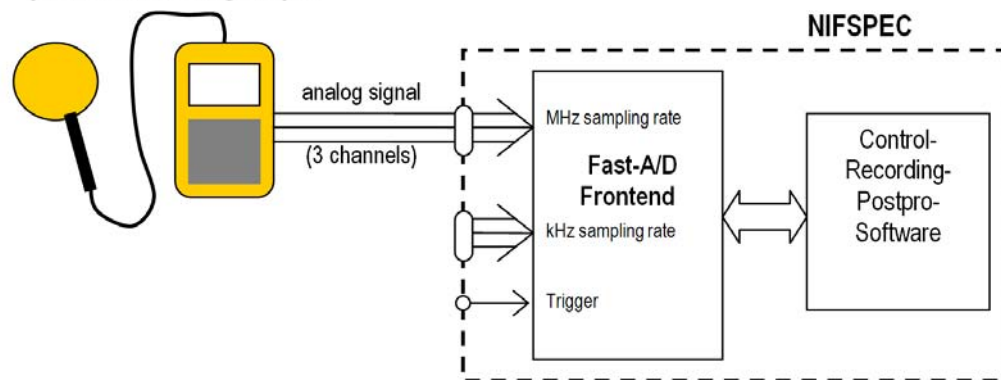 NIFSPEC
analog signal
(3 channels)
MHz sampling rate
Fast-A/D
Frontend
kHz sampling rate
Trigger
Control-
Recording-
Postpro-
Software